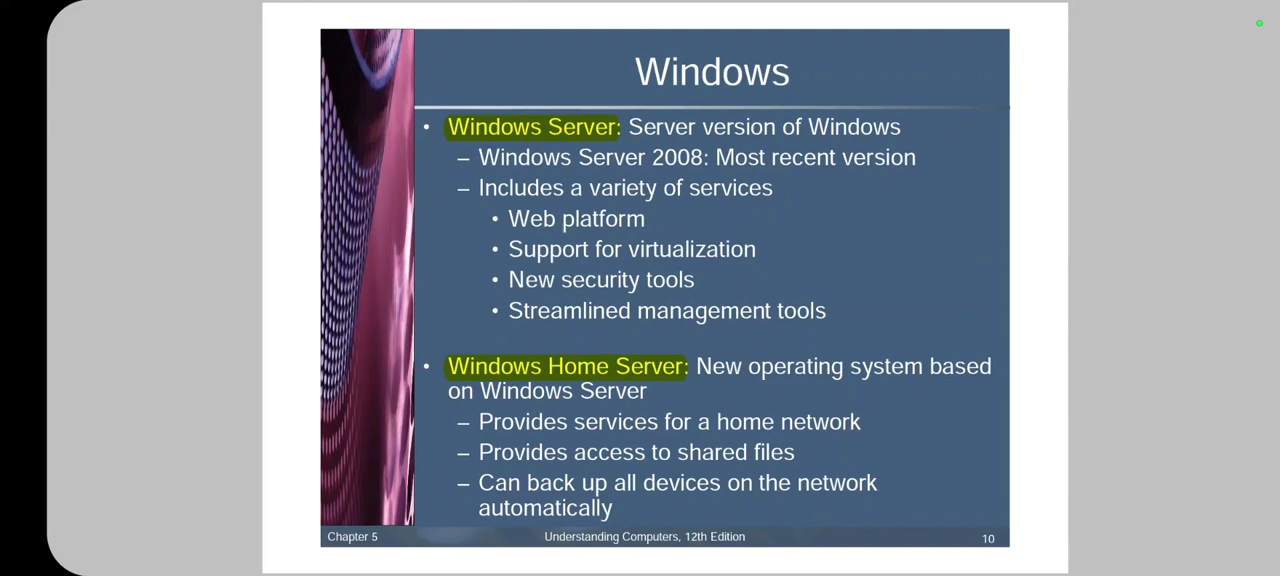 Windows
• Windows Server: Server version of Windows
– Windows Server 2008: Most recent version
– Includes a variety of services
• Web platform
• Support for virtualization
• New security tools
• Streamlined management tools
• Windows Home Server: New operating system based
on Windows Server
– Provides services for a home network
– Provides access to shared files
– Can back up all devices on the network
automatically
Chapter 5
Understanding Computers, 12th Edition
10